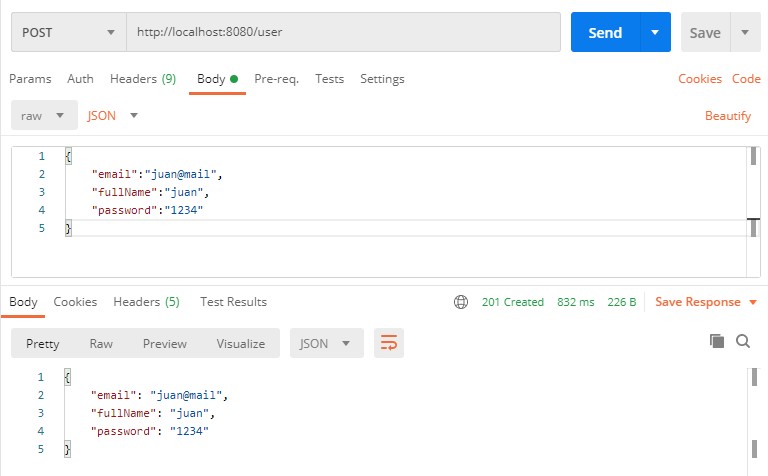 POST http://localhost:8080/user Send Save
Params Auth Headers (9) Body Pre-req. Tests Settings Cookies Code
raw JSON Beautify
1 {
2 "email":"juan@mail",
3 "fullName":"juan",
4 "password":"1234"
5 }
Body Cookies Headers (5) Test Results 201 Created 832 ms 226 B Save Response
Pretty Raw Preview Visualize JSON
1 {
2 "email": "juan@mail",
3 "fullName": "juan",
4 "password": "1234"
5 }